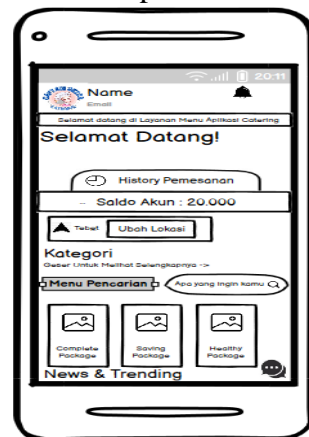 20:11
Name
Email
Selamat datang di Layanan Menu Aplikasi Catering
Selamat Datang!
History Pemesanan
Saldo Akun : 20.000
Tebet
Ubah Lokasi
Kategori
Geser Untuk Melihat Selengkapnya ->
Menu Pencarian
Apa yang ingin kamu
Complete Package
Saving Package
Healthy Package
News & Trending